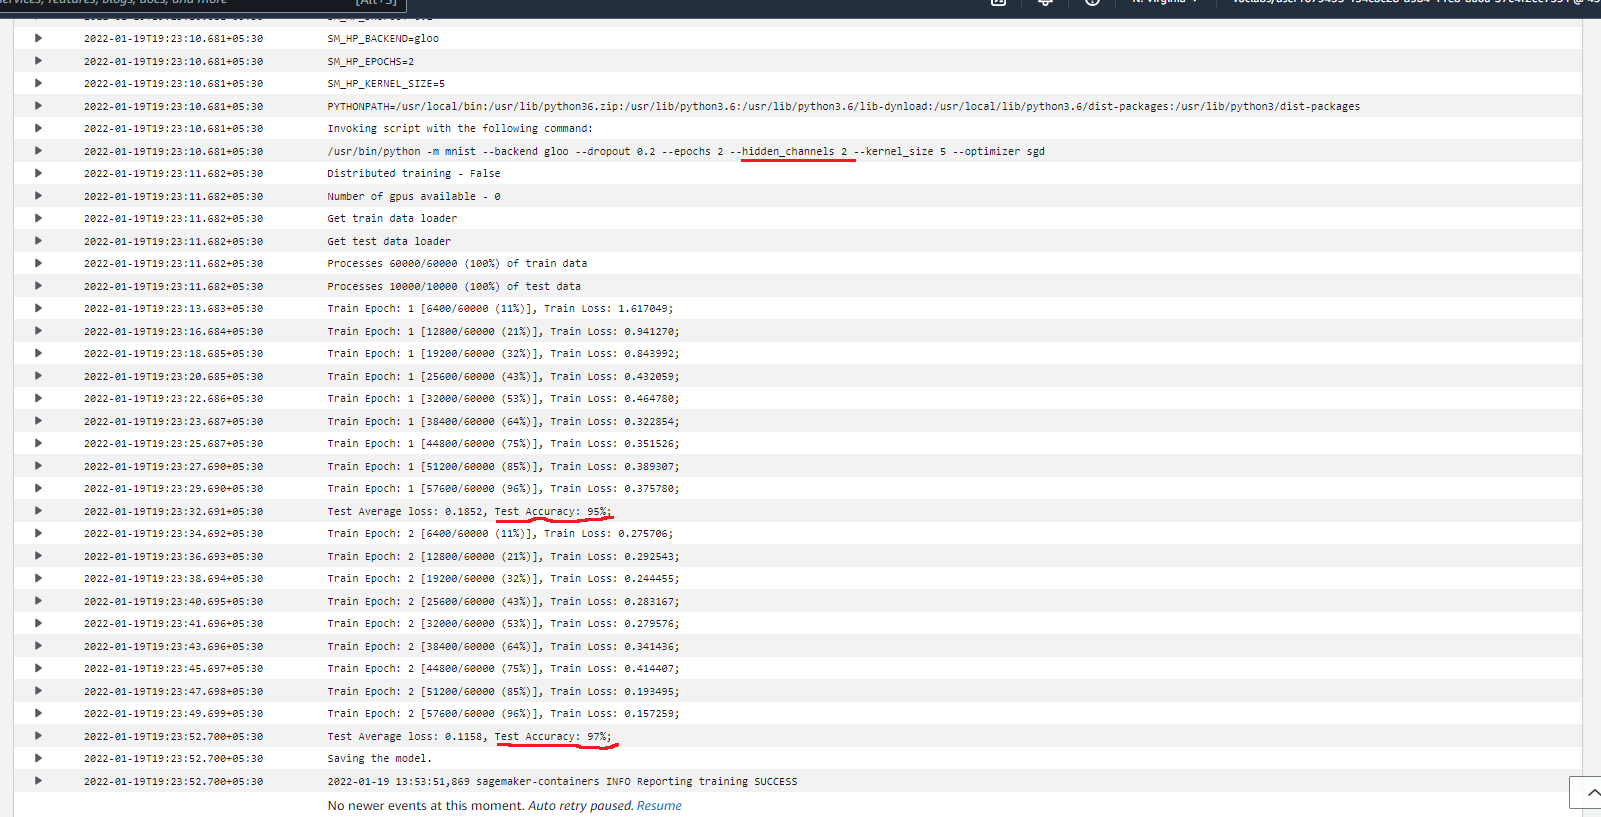 services, features, blogs, docs, and more [Alt+S] N. Virginia
2022-01-19T19:23:10.681+05:30 SM_HP_BACKEND=gloo
2022-01-19T19:23:10.681+05:30 SM_HP_EPOCHS=2
2022-01-19T19:23:10.681+05:30 SM_HP_KERNEL_SIZE=5
2022-01-19T19:23:10.681+05:30 PYTHONPATH=/usr/local/bin:/usr/lib/python36.zip:/usr/lib/python3.6:/usr/lib/python3.6/lib-dynload:/usr/local/lib/python3.6/dist-packages:/usr/lib/python3/dist-packages
2022-01-19T19:23:10.681+05:30 Invoking script with the following command:
2022-01-19T19:23:10.681+05:30 /usr/bin/python -m mnist --backend gloo --dropout 0.2 --epochs 2 --hidden_channels 2 --kernel_size 5 --optimizer sgd
2022-01-19T19:23:11.682+05:30 Distributed training - False
2022-01-19T19:23:11.682+05:30 Number of gpus available - 0
2022-01-19T19:23:11.682+05:30 Get train data loader
2022-01-19T19:23:11.682+05:30 Get test data loader
2022-01-19T19:23:11.682+05:30 Processes 60000/60000 (100%) of train data
2022-01-19T19:23:11.682+05:30 Processes 10000/10000 (100%) of test data
2022-01-19T19:23:13.683+05:30 Train Epoch: 1 [6400/60000 (11%)], Train Loss: 1.617049;
2022-01-19T19:23:16.684+05:30 Train Epoch: 1 [12800/60000 (21%)], Train Loss: 0.941270;
2022-01-19T19:23:18.685+05:30 Train Epoch: 1 [19200/60000 (32%)], Train Loss: 0.843992;
2022-01-19T19:23:20.685+05:30 Train Epoch: 1 [25600/60000 (43%)], Train Loss: 0.432059;
2022-01-19T19:23:22.686+05:30 Train Epoch: 1 [32000/60000 (53%)], Train Loss: 0.464780;
2022-01-19T19:23:23.687+05:30 Train Epoch: 1 [38400/60000 (64%)], Train Loss: 0.322854;
2022-01-19T19:23:25.687+05:30 Train Epoch: 1 [44800/60000 (75%)], Train Loss: 0.351526;
2022-01-19T19:23:27.690+05:30 Train Epoch: 1 [51200/60000 (85%)], Train Loss: 0.389307;
2022-01-19T19:23:29.690+05:30 Train Epoch: 1 [57600/60000 (96%)], Train Loss: 0.375780;
2022-01-19T19:23:32.691+05:30 Test Average loss: 0.1852, Test Accuracy: 95%;
2022-01-19T19:23:34.692+05:30 Train Epoch: 2 [6400/60000 (11%)], Train Loss: 0.275706;
2022-01-19T19:23:36.693+05:30 Train Epoch: 2 [12800/60000 (21%)], Train Loss: 0.292543;
2022-01-19T19:23:38.694+05:30 Train Epoch: 2 [19200/60000 (32%)], Train Loss: 0.244455;
2022-01-19T19:23:40.695+05:30 Train Epoch: 2 [25600/60000 (43%)], Train Loss: 0.283167;
2022-01-19T19:23:41.696+05:30 Train Epoch: 2 [32000/60000 (53%)], Train Loss: 0.279576;
2022-01-19T19:23:43.696+05:30 Train Epoch: 2 [38400/60000 (64%)], Train Loss: 0.341436;
2022-01-19T19:23:45.697+05:30 Train Epoch: 2 [44800/60000 (75%)], Train Loss: 0.414407;
2022-01-19T19:23:47.698+05:30 Train Epoch: 2 [51200/60000 (85%)], Train Loss: 0.193495;
2022-01-19T19:23:49.699+05:30 Train Epoch: 2 [57600/60000 (96%)], Train Loss: 0.157259;
2022-01-19T19:23:52.700+05:30 Test Average loss: 0.1158, Test Accuracy: 97%;
2022-01-19T19:23:52.700+05:30 Saving the model.
2022-01-19T19:23:52.700+05:30 2022-01-19 13:53:51,869 sagemaker-containers INFO Reporting training SUCCESS
No newer events at this moment. Auto retry paused. Resume